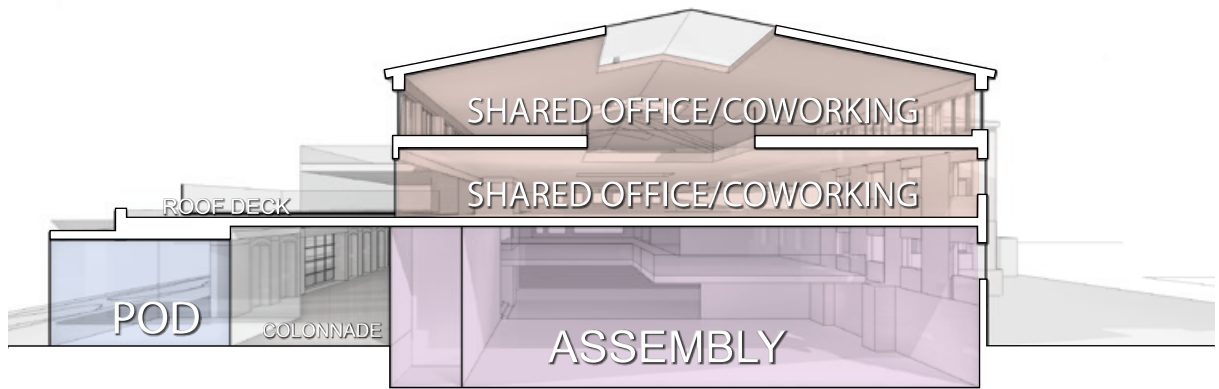 SHARED OFFICE/COWORKING
SHARED OFFICE/COWORKING
ROOF DECK
POD
COLONNADE
ASSEMBLY